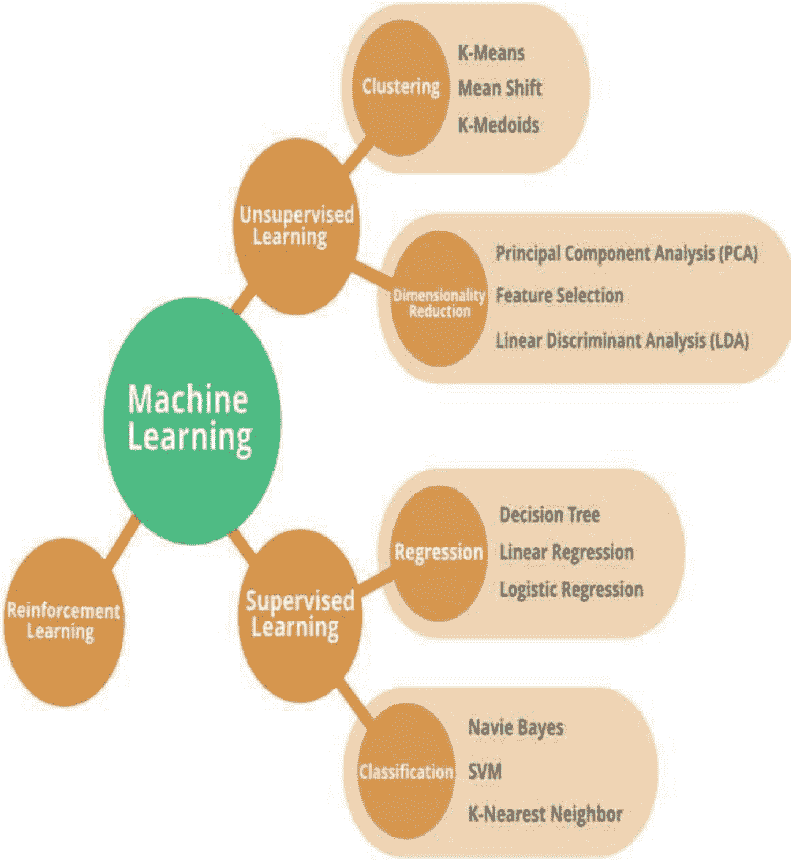 Clustering
K-Means
Mean Shift
K-Medoids
Unsupervised
Learning
Dimensionality
Reduction
Principal Component Analysis (PCA)
Feature Selection
Linear Discriminant Analysis (LDA)
Machine
Learning
Reinforcement
Learning
Supervised
Learning
Regression
Decision Tree
Linear Regression
Logistic Regression
Classification
Navie Bayes
SVM
K-Nearest Neighbor